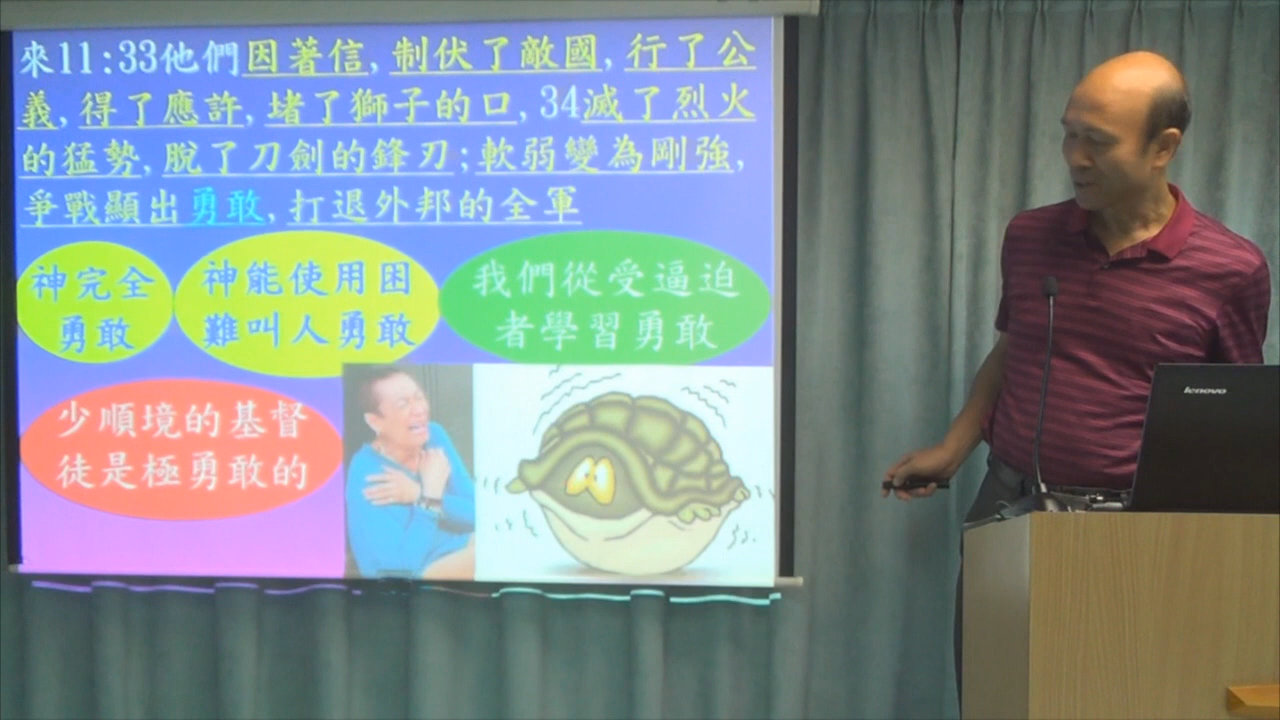 來11:33他們因著信,制伏了敵國,行了公
義,得了應許,堵了獅子的口,34滅了烈火
的猛勢,脫了刀劍的鋒刃;軟弱變為剛強,
爭戰顯出勇敢,打退外邦的全軍
神完全
勇敢
神能使用困
難叫人勇敢
我們從受逼迫
者學習勇敢
少順境的基督
徒是極勇敢的
lenovo